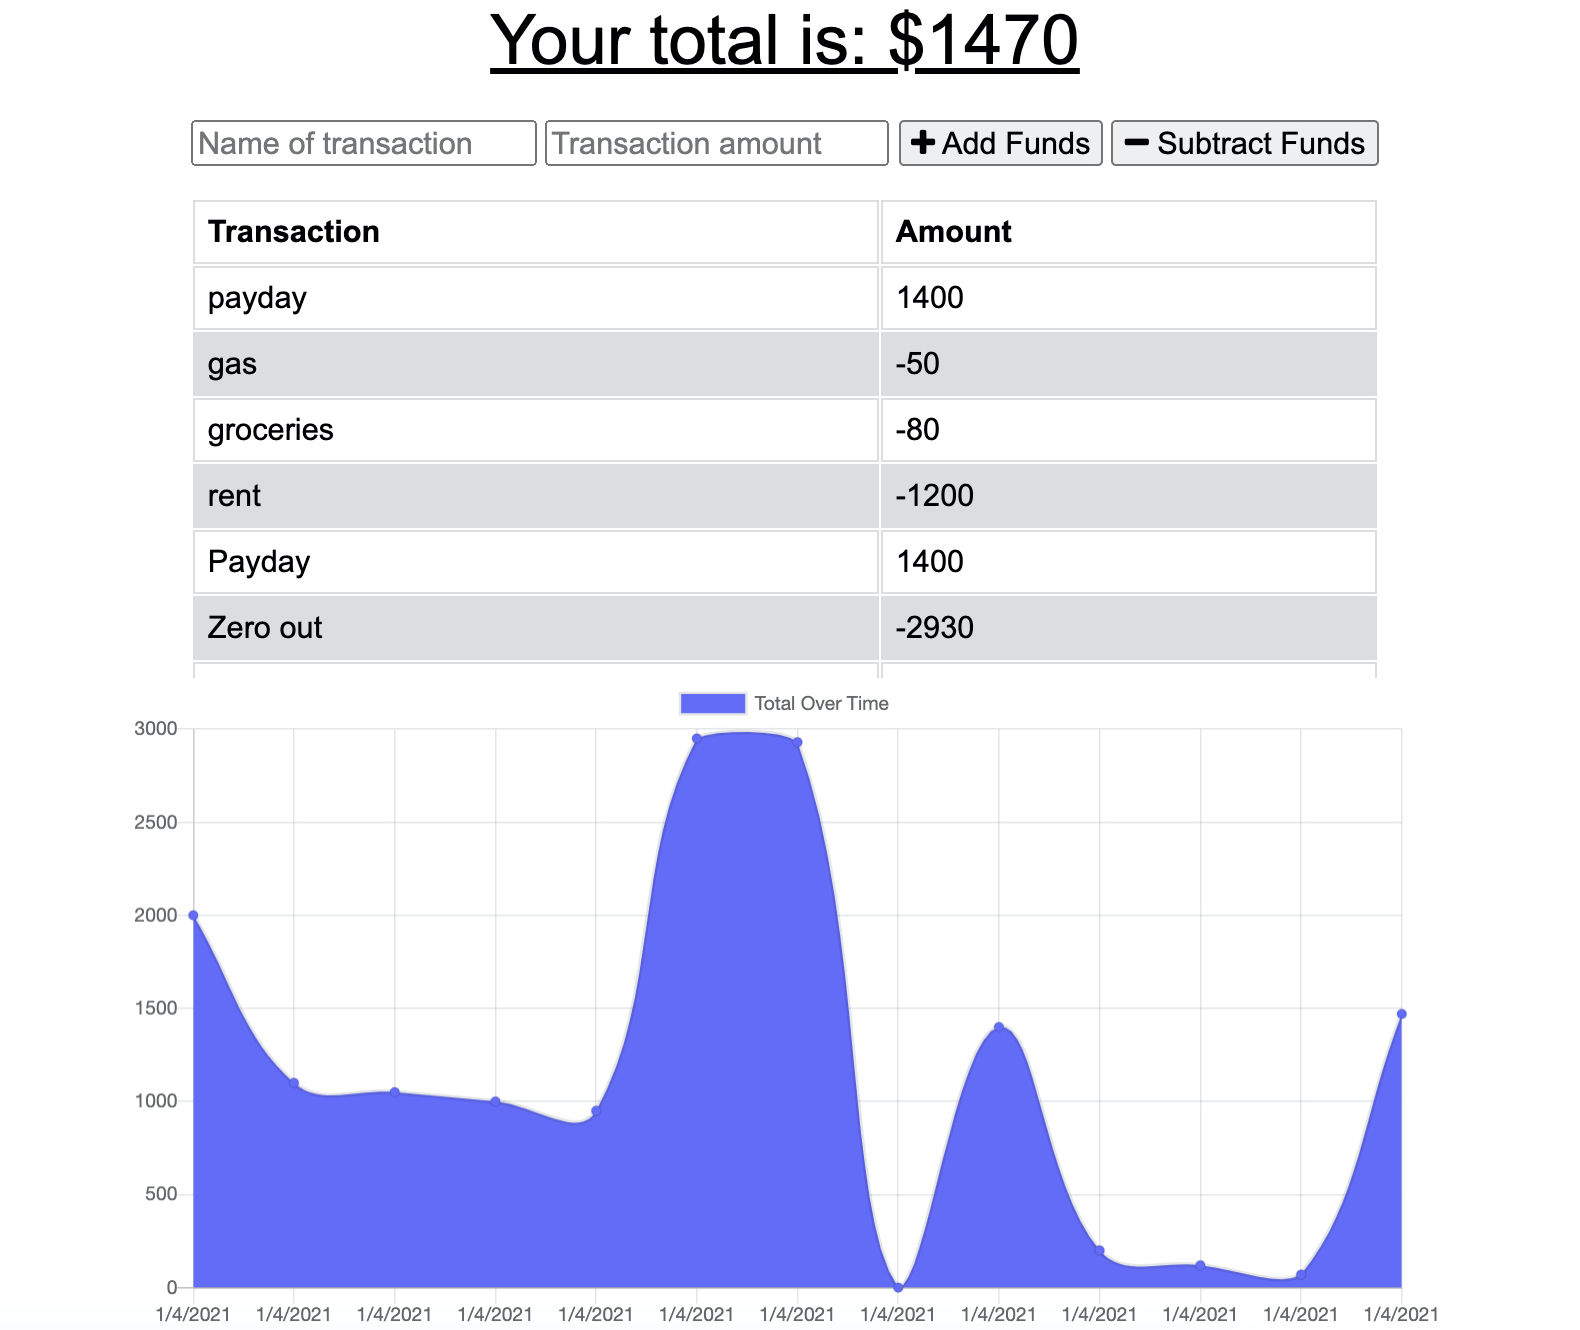 Your total is: $1470
Name of transaction Transaction amount Add Funds Subtract Funds
Transaction Amount
payday 1400
gas -50
groceries -80
rent -1200
Payday 1400
Zero out -2930
Total Over Time
3000
2500
2000
1500
1000
500
0
1/4/2021 1/4/2021 1/4/2021 1/4/2021 1/4/2021 1/4/2021 1/4/2021 1/4/2021 1/4/2021 1/4/2021 1/4/2021 1/4/2021 1/4/2021